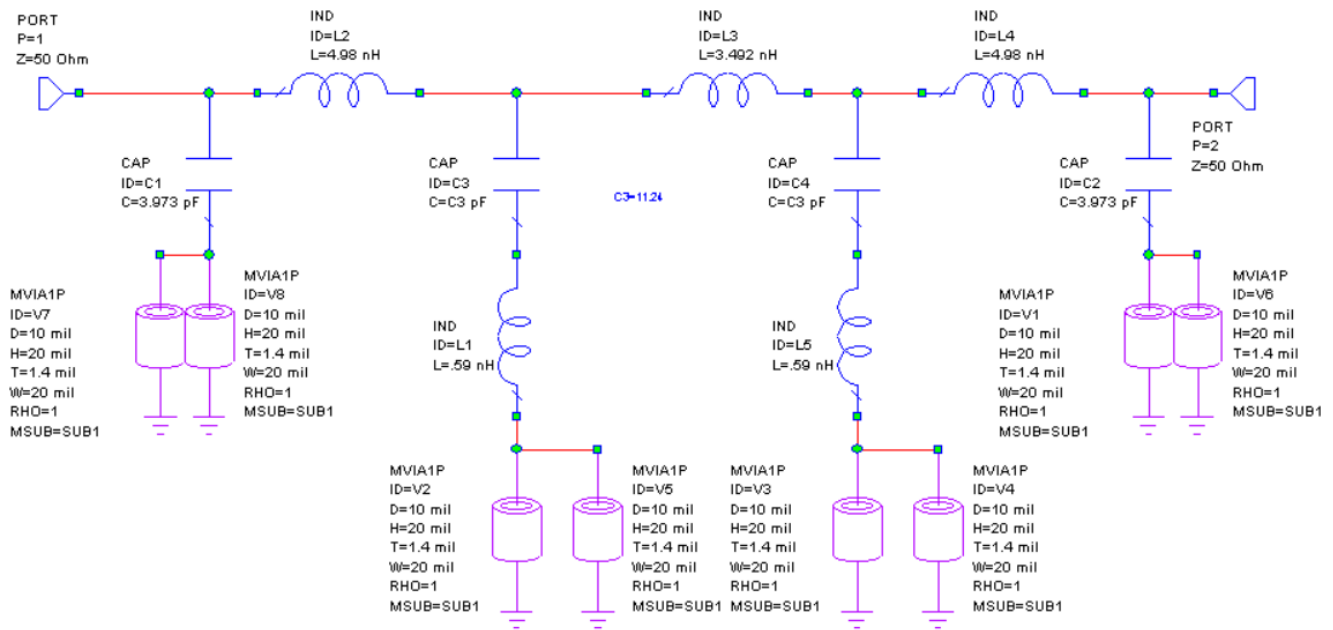 PORT
P=1
Z=50 Ohm
IND
ID=L2
L=4.98 nH
IND
ID=L3
L=3.492 nH
IND
ID=L4
L=4.98 nH
PORT
P=2
Z=50 Ohm
CAP
ID=C1
C=3.973 pF
CAP
ID=C3
C=C3 pF
C3=11.24
CAP
ID=C4
C=C3 pF
CAP
ID=C2
C=3.973 pF
MVIA1P
ID=V7
D=10 mil
H=20 mil
T=1.4 mil
W=20 mil
RHO=1
MSUB=SUB1
MVIA1P
ID=V8
D=10 mil
H=20 mil
T=1.4 mil
W=20 mil
RHO=1
MSUB=SUB1
IND
ID=L1
L=.59 nH
IND
ID=L5
L=.59 nH
MVIA1P
ID=V1
D=10 mil
H=20 mil
T=1.4 mil
W=20 mil
RHO=1
MSUB=SUB1
MVIA1P
ID=V6
D=10 mil
H=20 mil
T=1.4 mil
W=20 mil
RHO=1
MSUB=SUB1
MVIA1P
ID=V2
D=10 mil
H=20 mil
T=1.4 mil
W=20 mil
RHO=1
MSUB=SUB1
MVIA1P
ID=V5
D=10 mil
H=20 mil
T=1.4 mil
W=20 mil
RHO=1
MSUB=SUB1
MVIA1P
ID=V3
D=10 mil
H=20 mil
T=1.4 mil
W=20 mil
RHO=1
MSUB=SUB1
MVIA1P
ID=V4
D=10 mil
H=20 mil
T=1.4 mil
W=20 mil
RHO=1
MSUB=SUB1